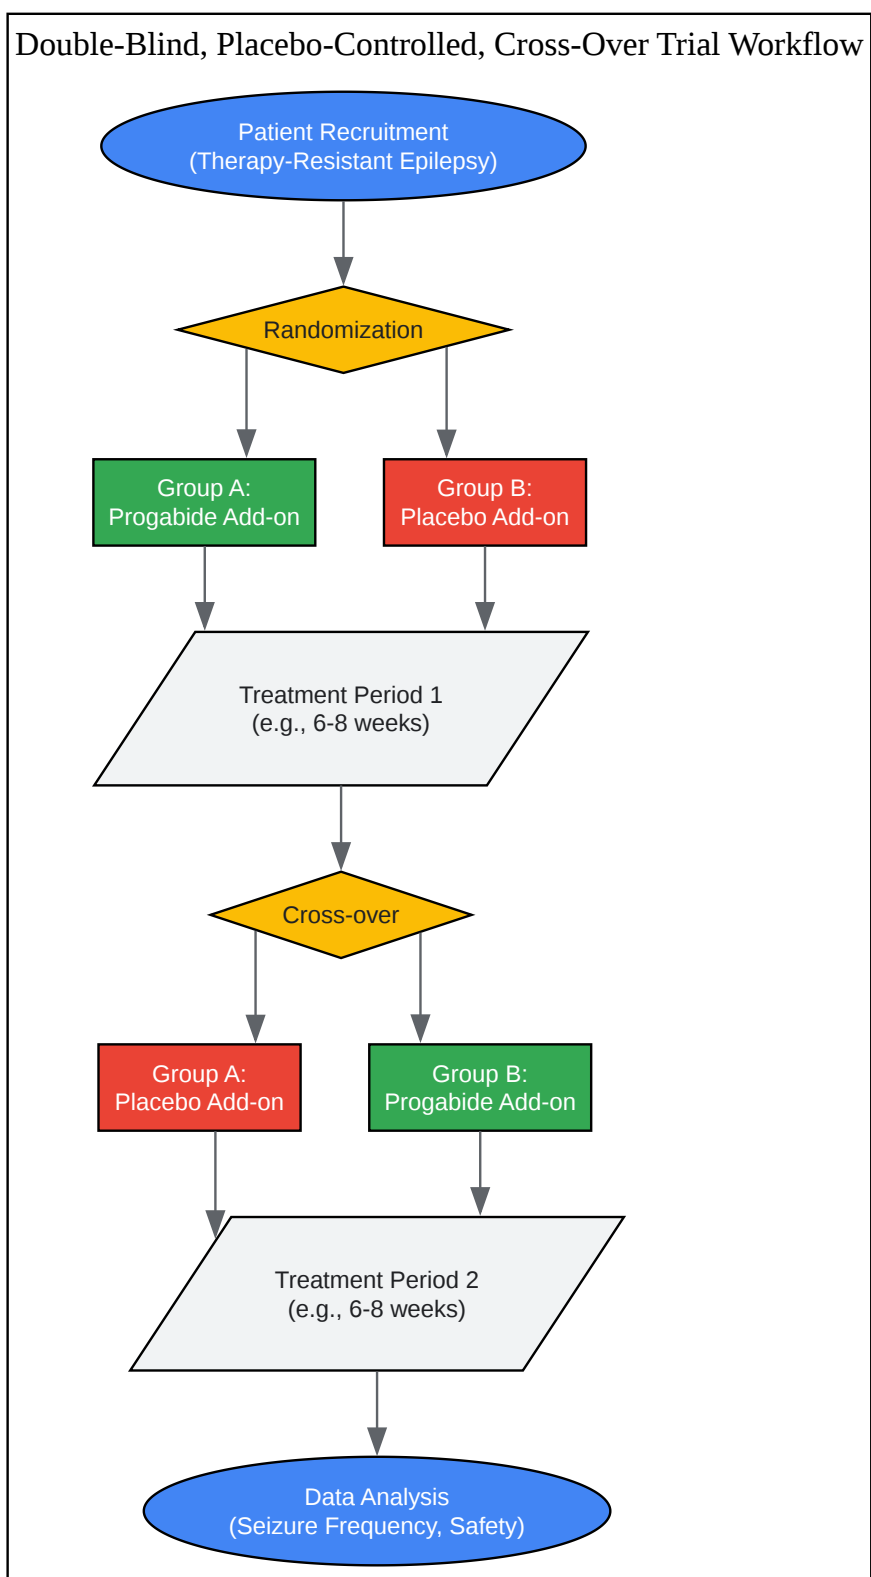 Double-Blind, Placebo-Controlled, Cross-Over Trial Workflow
Patient Recruitment
(Therapy-Resistant Epilepsy)
Randomization
Group A:
Progabide Add-on
Group B:
Placebo Add-on
Treatment Period 1
(e.g., 6-8 weeks)
Cross-over
Group A:
Placebo Add-on
Group B:
Progabide Add-on
Treatment Period 2
(e.g., 6-8 weeks)
Data Analysis
(Seizure Frequency, Safety)